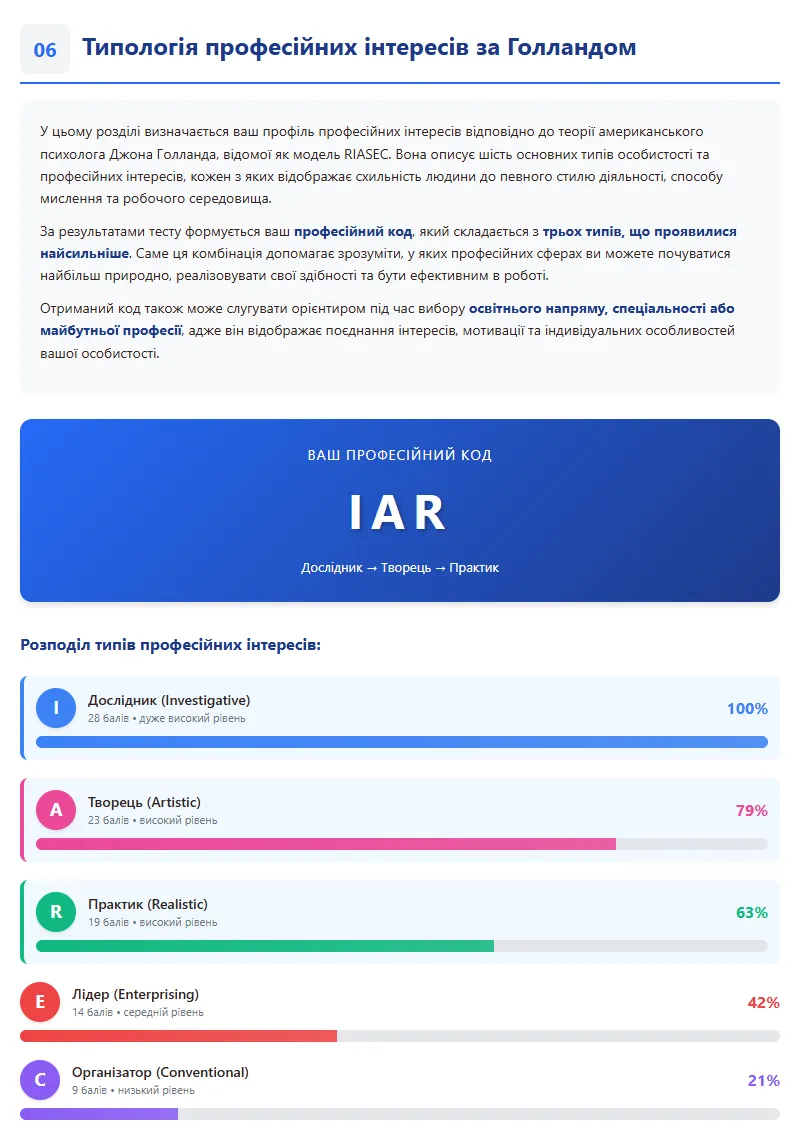 06
Типологія професійних інтересів за Голландом
У цьому розділі визначається ваш профіль професійних інтересів відповідно до теорії американського
психолога Джона Голланда, відомої як модель RIASEC. Вона описує шість основних типів особистості та
професійних інтересів, кожен з яких відображає схильність людини до певного стилю діяльності, способу
мислення та робочого середовища.
За результатами тесту формується ваш професійний код, який складається з трьох типів, що проявилися
найсильніше. Саме ця комбінація допомагає зрозуміти, у яких професійних сферах ви можете почуватися
найбільш природно, реалізовувати свої здібності та бути ефективним в роботі.
Отриманий код також може слугувати орієнтиром під час вибору освітнього напряму, спеціальності або
майбутньої професії, адже він відображає поєднання інтересів, мотивації та індивідуальних особливостей
вашої особистості.
ВАШ ПРОФЕСІЙНИЙ КОД
IAR
Дослідник → Творець → Практик
Розподіл типів професійних інтересів:
I
Дослідник (Investigative)
28 балів • дуже високий рівень
100%
A
Творець (Artistic)
23 балів • високий рівень
79%
R
Практик (Realistic)
19 балів • високий рівень
63%
E
Лідер (Enterprising)
14 балів • середній рівень
42%
C
Організатор (Conventional)
9 балів • низький рівень
21%